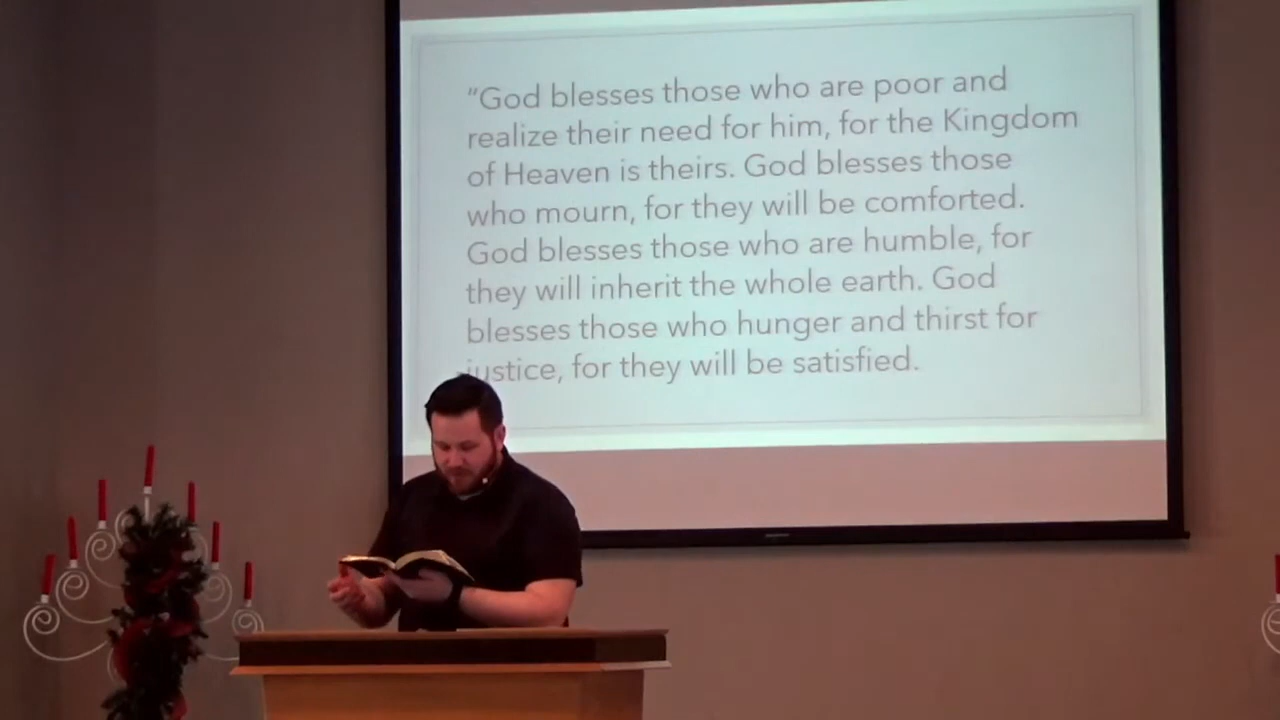 “God blesses those who are poor and
realize their need for him, for the Kingdom
of Heaven is theirs. God blesses those
who mourn, for they will be comforted.
God blesses those who are humble, for
they will inherit the whole earth. God
blesses those who hunger and thirst for
justice, for they will be satisfied.